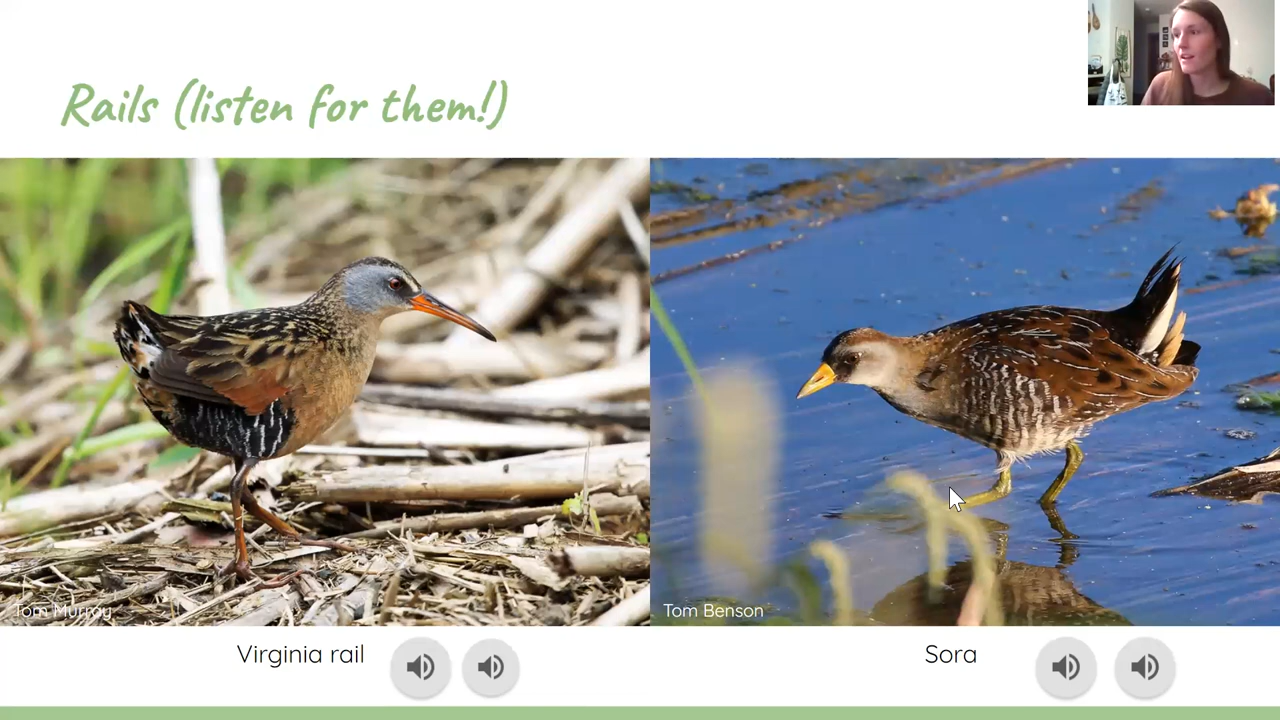 Rails (listen for them!)
Tom Murray
Tom Benson
Virginia rail
Sora